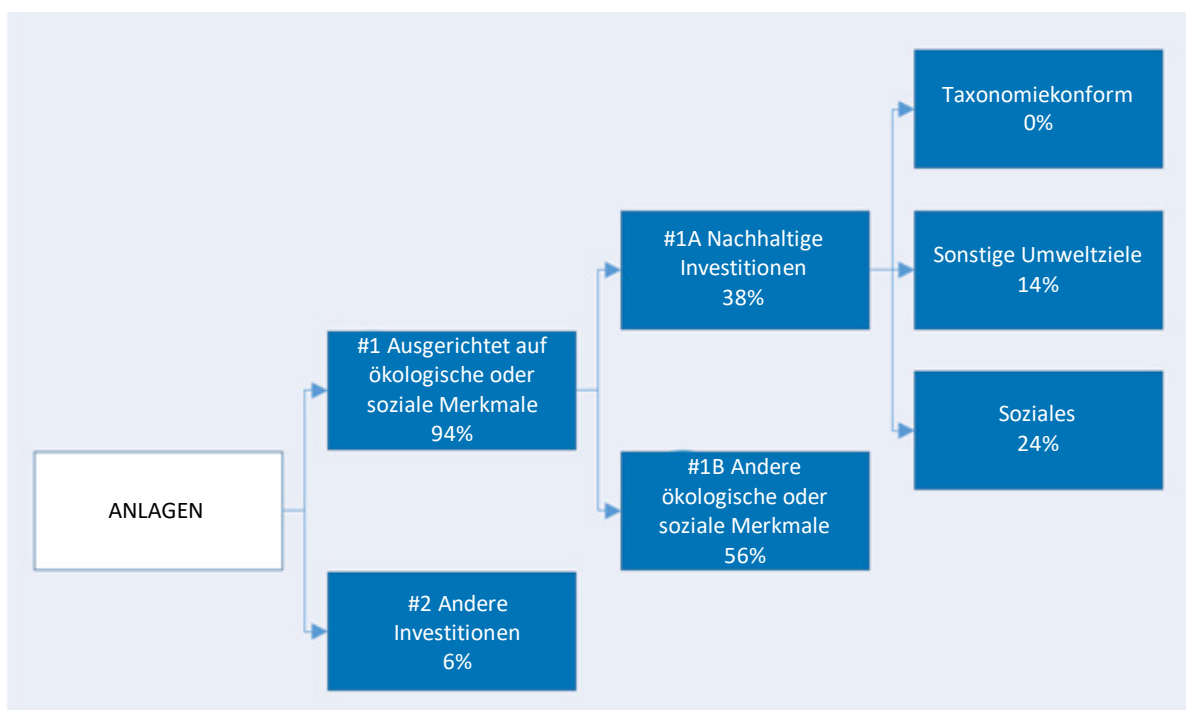 ANLAGEN
#1 Ausgerichtet auf
ökologische oder
soziale Merkmale
94%
#2 Andere
Investitionen
6%
#1A Nachhaltige
Investitionen
38%
#1B Andere
ökologische oder
soziale Merkmale
56%
Taxonomiekonform
0%
Sonstige Umweltziele
14%
Soziales
24%